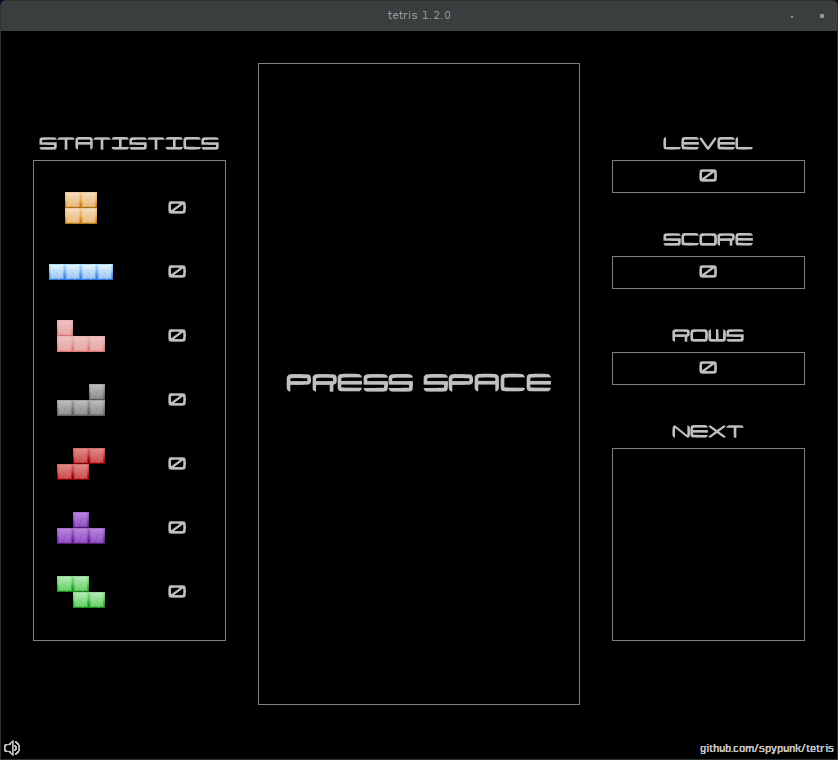 tetris 1.2.0
STATISTICS
0
0
0
0
0
0
0
PRESS SPACE
LEVEL
0
SCORE
0
ROWS
0
NEXT
github.com/spypunk/tetris